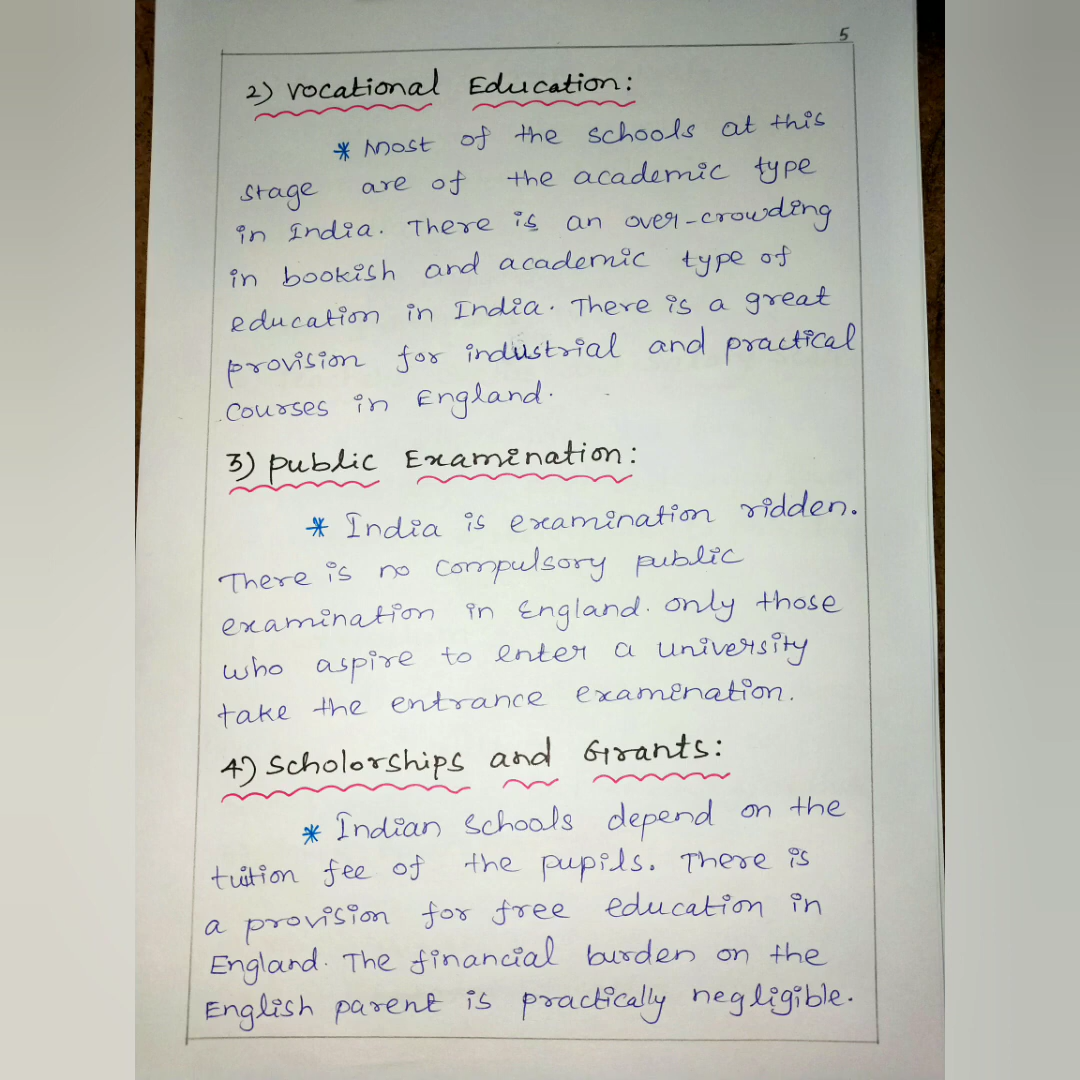 5
2) Vocational Education:
* Most of the schools at this
stage are of the academic type
in India. There is an over-crowding
in bookish and academic type of
education in India. There is a great
provision for industrial and practical
courses in England.
3) Public Examination:
* India is examination ridden.
There is no compulsory public
examination in England. only those
who aspire to enter a university
take the entrance examination.
4) Scholorships and Grants:
* Indian schools depend on the
tuition fee of the pupils. There is
a provision for free education in
England. The financial burden on the
English parent is practically negligible.